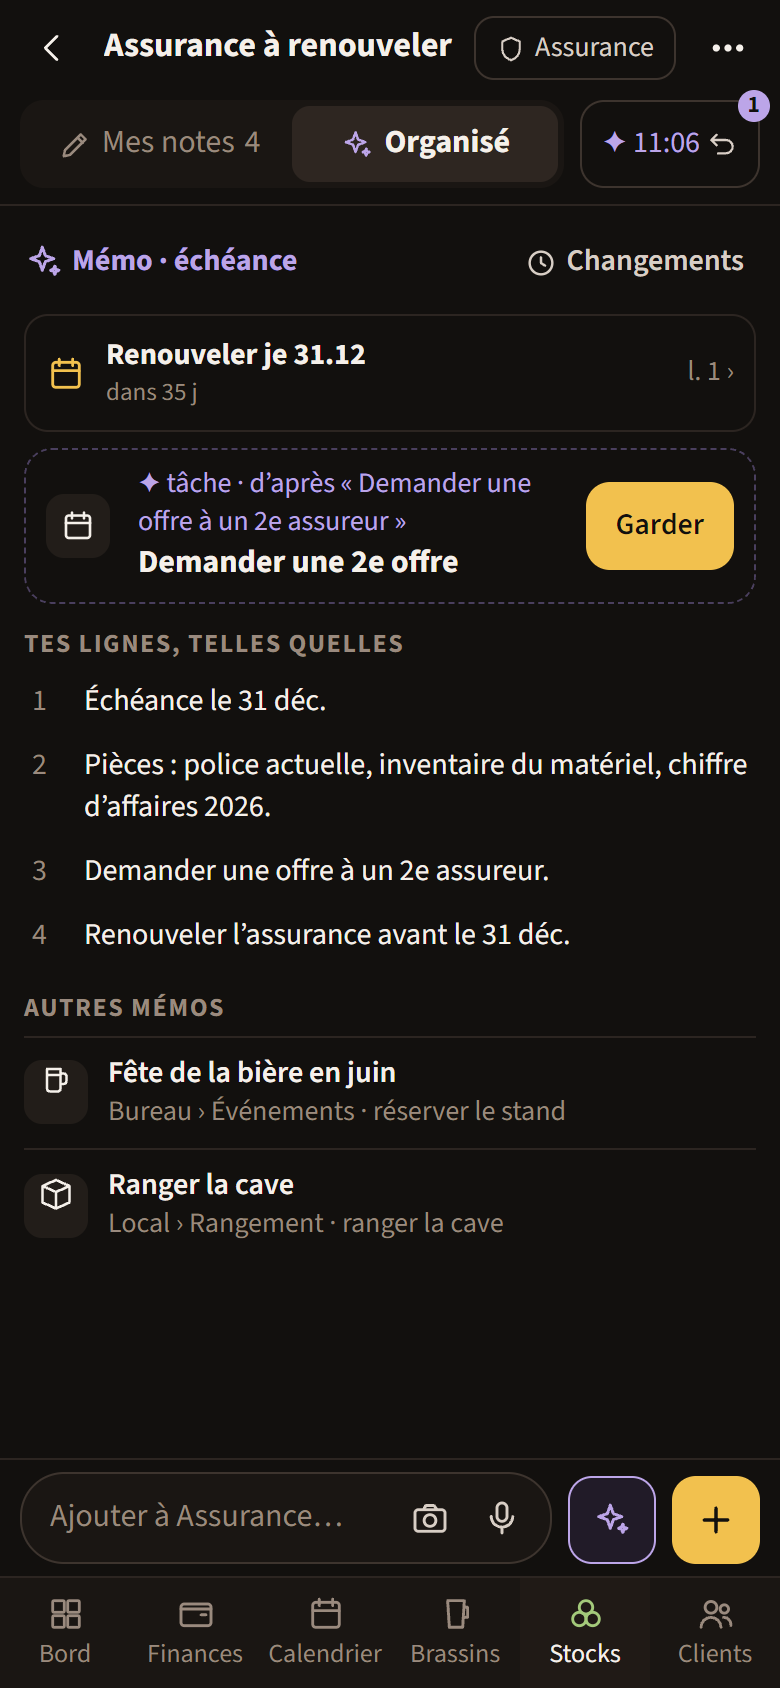 Assurance à renouveler
Assurance
Mes notes 4
Organisé
1
11:06
Mémo · échéance
Changements
Renouveler je 31.12
dans 35 j
l. 1 ›
✦ tâche · d’après « Demander une
offre à un 2e assureur »
Demander une 2e offre
Garder
TES LIGNES, TELLES QUELLES
1 Échéance le 31 déc.
2 Pièces : police actuelle, inventaire du matériel, chiffre
d’affaires 2026.
3 Demander une offre à un 2e assureur.
4 Renouveler l’assurance avant le 31 déc.
AUTRES MÉMOS
Fête de la bière en juin
Bureau › Événements · réserver le stand
Ranger la cave
Local › Rangement · ranger la cave
Ajouter à Assurance…
Bord
Finances
Calendrier
Brassins
Stocks
Clients